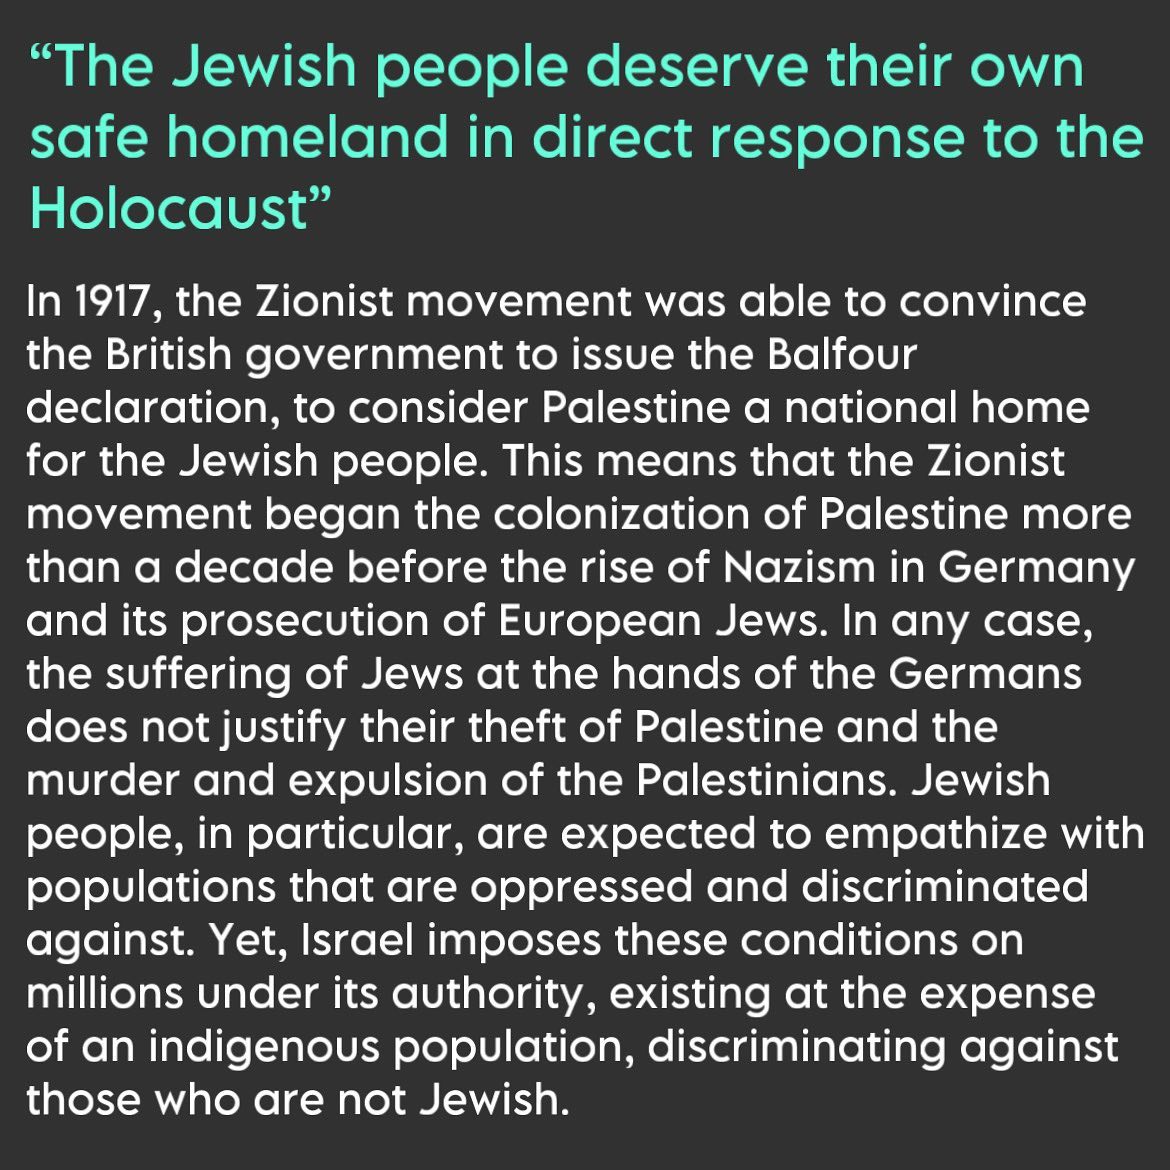 “The Jewish people deserve their own
safe homeland in direct response to the
Holocaust”
In 1917, the Zionist movement was able to convince
the British government to issue the Balfour
declaration, to consider Palestine a national home
for the Jewish people. This means that the Zionist
movement began the colonization of Palestine more
than a decade before the rise of Nazism in Germany
and its prosecution of European Jews. In any case,
the suffering of Jews at the hands of the Germans
does not justify their theft of Palestine and the
murder and expulsion of the Palestinians. Jewish
people, in particular, are expected to empathize with
populations that are oppressed and discriminated
against. Yet, Israel imposes these conditions on
millions under its authority, existing at the expense
of an indigenous population, discriminating against
those who are not Jewish.